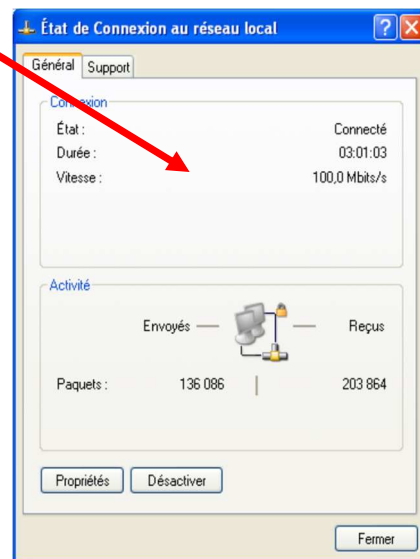 État de Connexion au réseau local
Général Support
Connexion
État : Connecté
Durée : 03:01:03
Vitesse : 100,0 Mbits/s
Activité
Envoyés — — Reçus
Paquets : 136 086 | 203 864
Propriétés Désactiver
Fermer